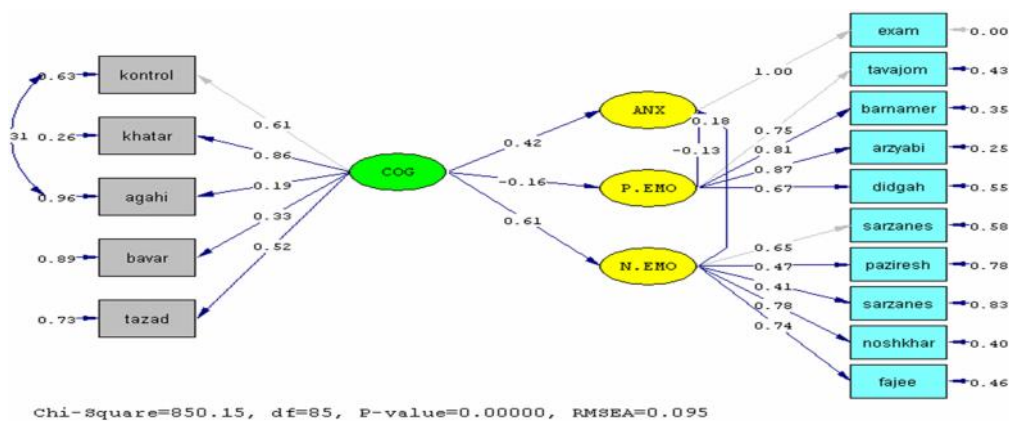 exam
0.00
kontrol
0.63
1.00
tavajom
0.43
0.61
ANX
0.18
0.75
barnamer
0.35
31
0.26
khatar
0.86
0.42
-0.13
0.81
arzyabi
0.25
COG
0.87
-0.16
P.EMO
0.67
didgah
0.55
0.96
agahi
0.19
0.61
0.33
0.65
sarzanes
0.58
0.89
bavar
0.52
N.EMO
0.47
paziresh
0.78
0.41
sarzanes
0.83
0.73
tazad
0.78
noshkhar
0.40
0.74
fajee
0.46
Chi-Square=850.15, df=85, P-value=0.00000, RMSEA=0.095